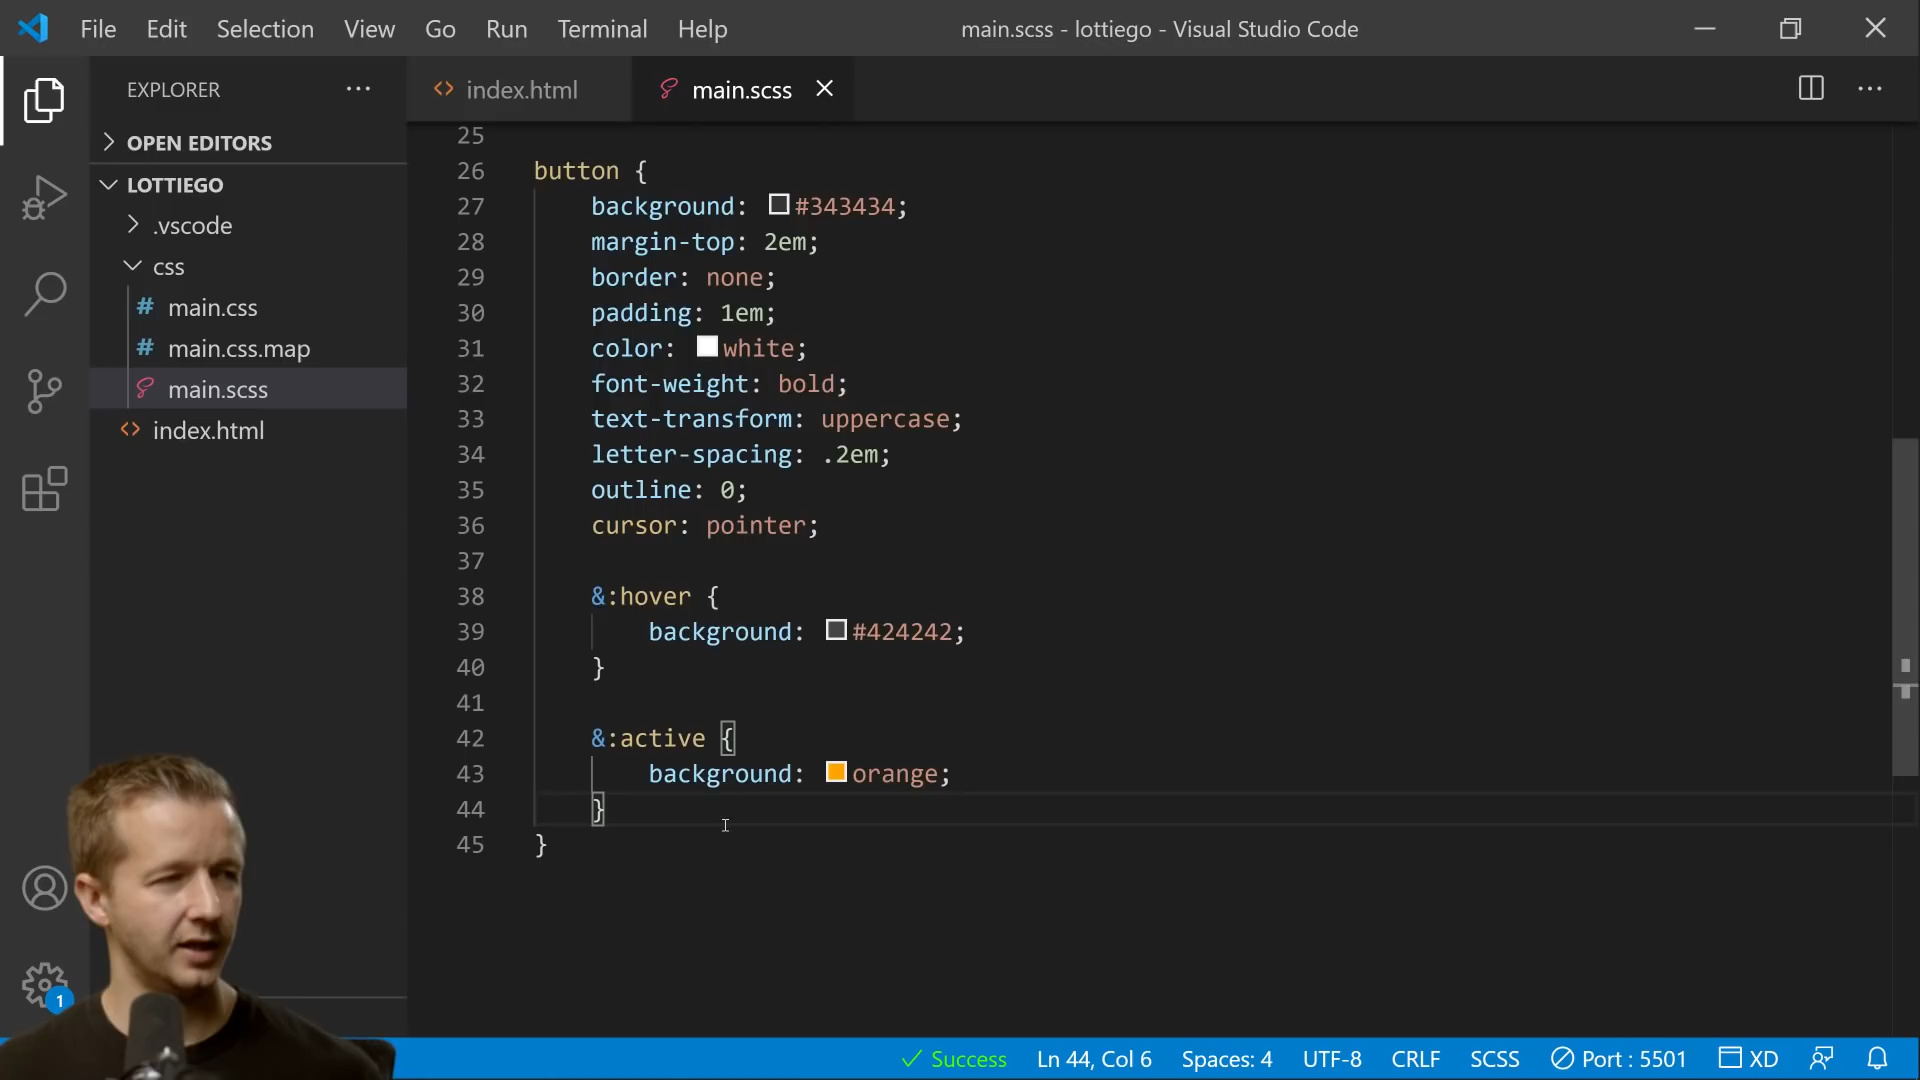 File Edit Selection View Go Run Terminal Help main.scss - lottiego - Visual Studio Code
EXPLORER
index.html
main.scss
OPEN EDITORS
LOTTIEGO
.vscode
css
# main.css
# main.css.map
main.scss
index.html
25
26 button {
27 background: #343434;
28 margin-top: 2em;
29 border: none;
30 padding: 1em;
31 color: white;
32 font-weight: bold;
33 text-transform: uppercase;
34 letter-spacing: .2em;
35 outline: 0;
36 cursor: pointer;
37
38 &:hover {
39 background: #424242;
40 }
41
42 &:active {
43 background: orange;
44 }
45 }
1
Success Ln 44, Col 6 Spaces: 4 UTF-8 CRLF SCSS Port : 5501 XD